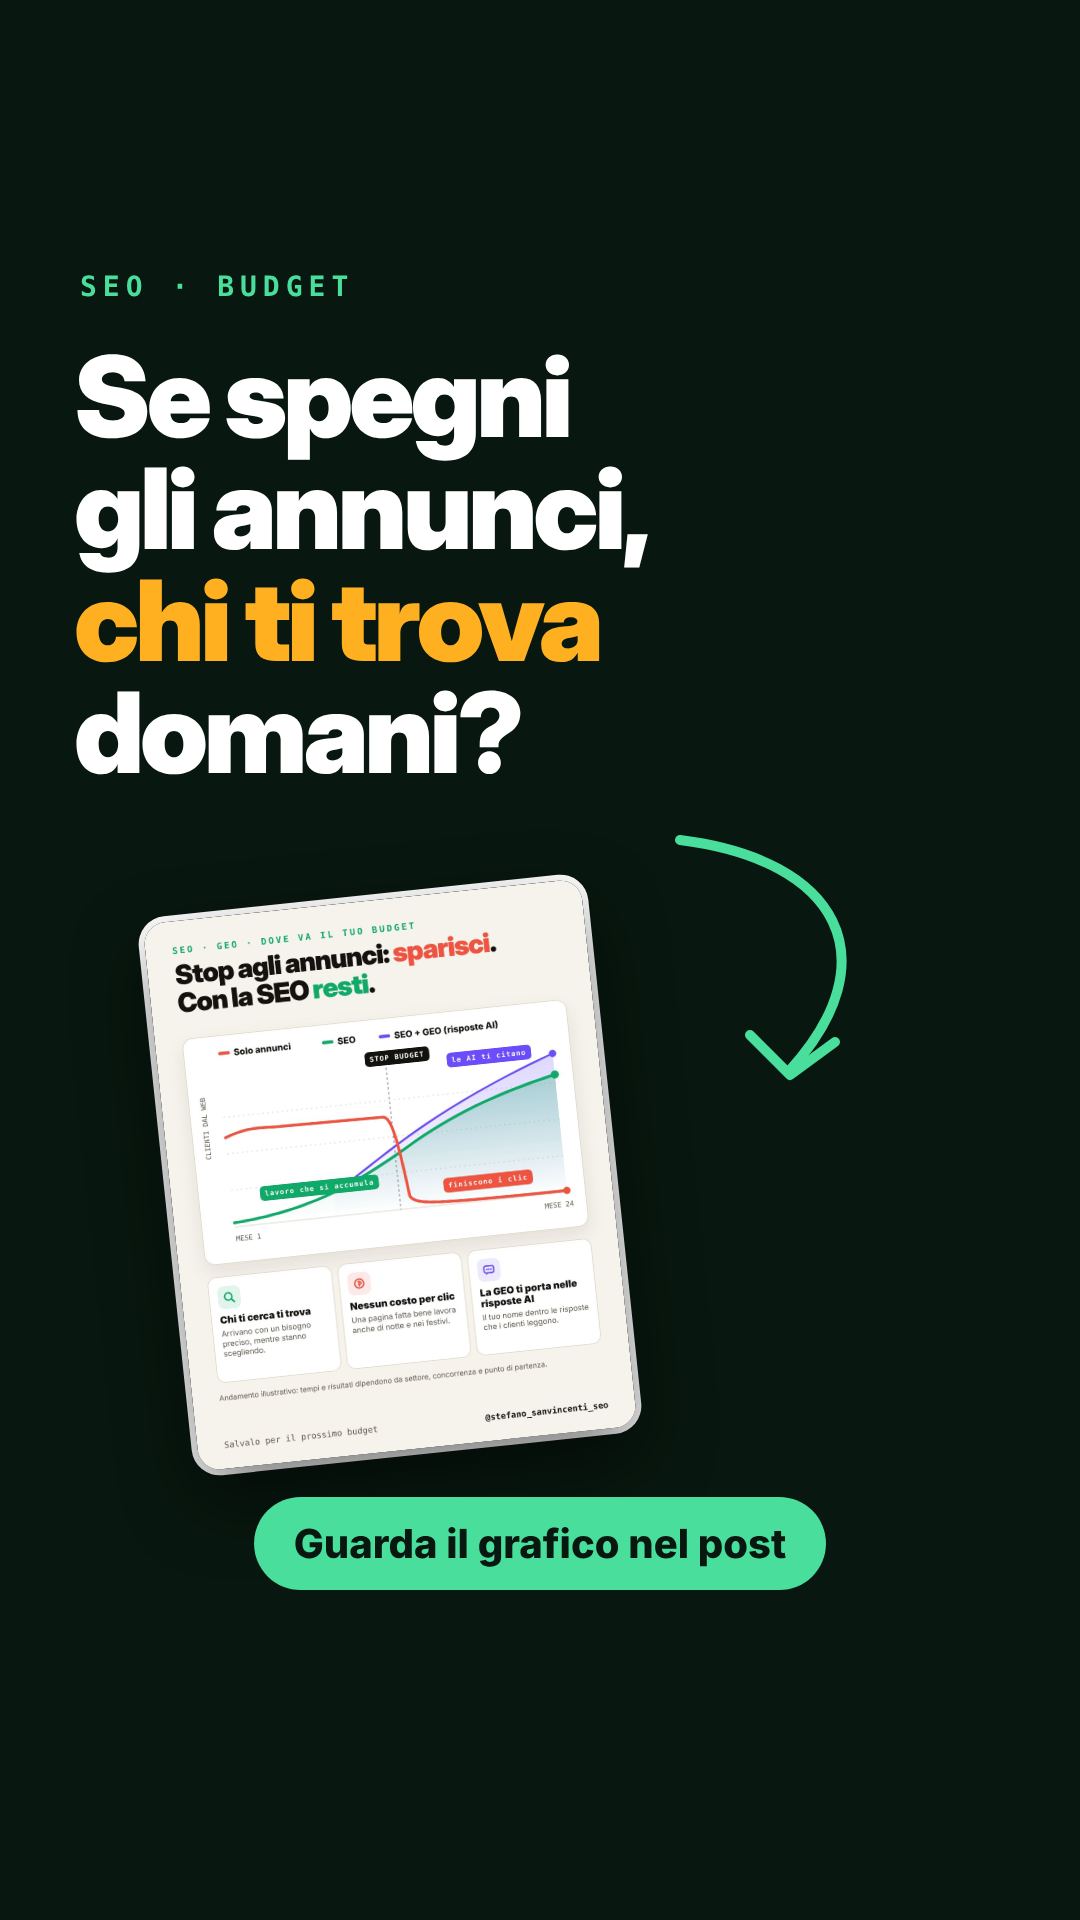 SEO · BUDGET
Se spegni
gli annunci,
chi ti trova
domani?
SEO · GEO · DOVE VA IL TUO BUDGET
Stop agli annunci: sparisci.
Con la SEO resti.
Solo annunci
SEO
SEO + GEO (risposte AI)
STOP BUDGET
le AI ti citano
CLIENTI DAL WEB
lavoro che si accumula
finiscono i clic
MESE 1
MESE 24
Chi ti cerca ti trova
Arrivano con un bisogno
preciso, mentre stanno
scegliendo.
Nessun costo per clic
Una pagina fatta bene lavora
anche di notte e nei festivi.
La GEO ti porta nelle
risposte AI
Il tuo nome dentro le risposte
che i clienti leggono.
Andamento illustrativo: tempi e risultati dipendono da settore, concorrenza e punto di partenza.
Salvalo per il prossimo budget
@stefano_sanvincenti_seo
Guarda il grafico nel post